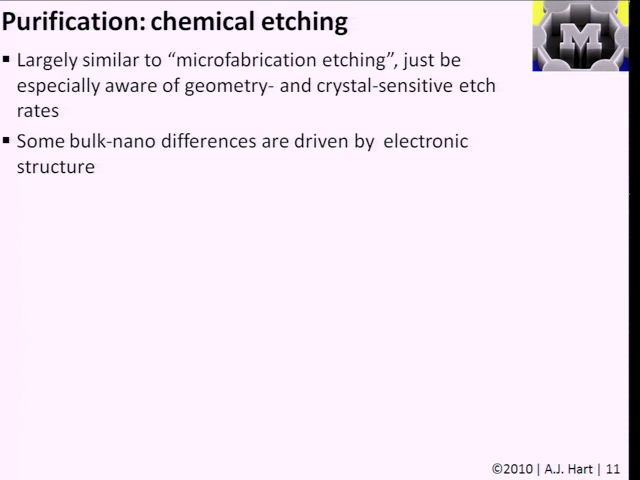 Purification: chemical etching
M
▪ Largely similar to “microfabrication etching”, just be
especially aware of geometry- and crystal-sensitive etch
rates
▪ Some bulk-nano differences are driven by electronic
structure
©2010 | A.J. Hart | 11